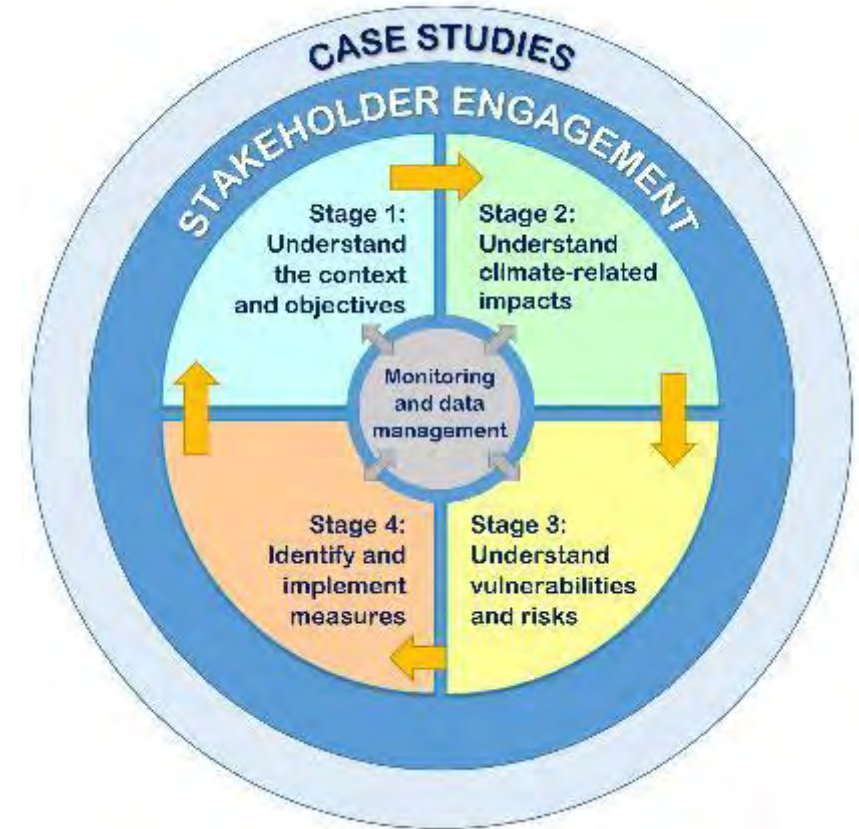 CASE STUDIES
STAKEHOLDER ENGAGEMENT
Stage 1:
Understand
the context
and objectives
Stage 2:
Understand
climate-related
impacts
Monitoring
and data
management
Stage 4:
Identify and
implement
measures
Stage 3:
Understand
vulnerabilities
and risks